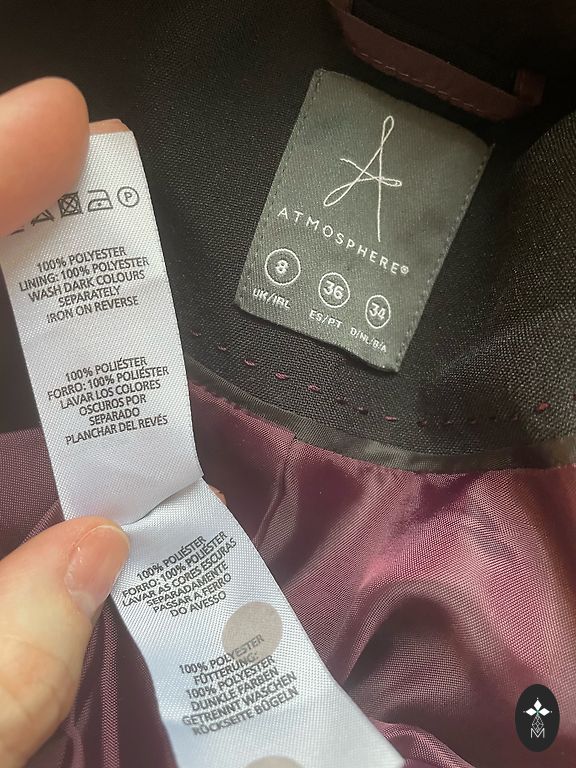 P
100% POLYESTER
LINING: 100% POLYESTER
WASH DARK COLOURS
SEPARATELY
IRON ON REVERSE
100% POLIÉSTER
FORRO: 100% POLIÉSTER
LAVAR LOS COLORES
OSCUROS POR
SEPARADO
PLANCHAR DEL REVÉS
100% POLIÉSTER
FORRO: 100% POLIÉSTER
LAVAR AS CORES ESCURAS
SEPARADAMENTE
PASSAR A FERRO
DO AVESSO
100% POLYESTER
FÜTTERUNG:
100% POLYESTER
DUNKLE FARBEN
GETRENNT WASCHEN
RÜCKSEITE BÜGELN
ATMOSPHERE®
8 36 34
UK/IRL ES/PT D/NL/B/A
M